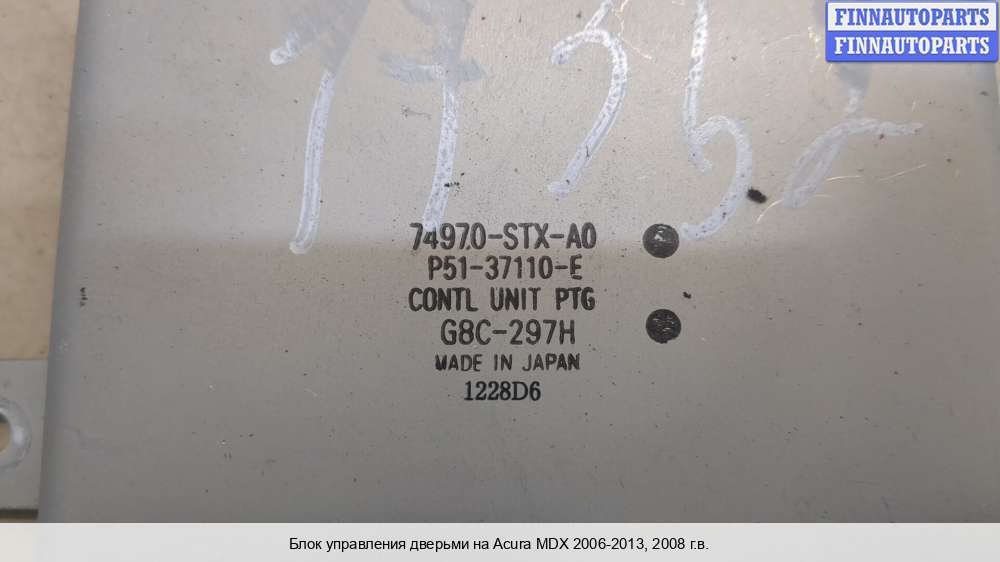 FINNAUTOPARTS
FINNAUTOPARTS
74970-STX-A0
P51-37110-E
CONTL UNIT PTG
G8C-297H
MADE IN JAPAN
1228D6
Блок управления дверьми на Acura MDX 2006-2013, 2008 г.в.